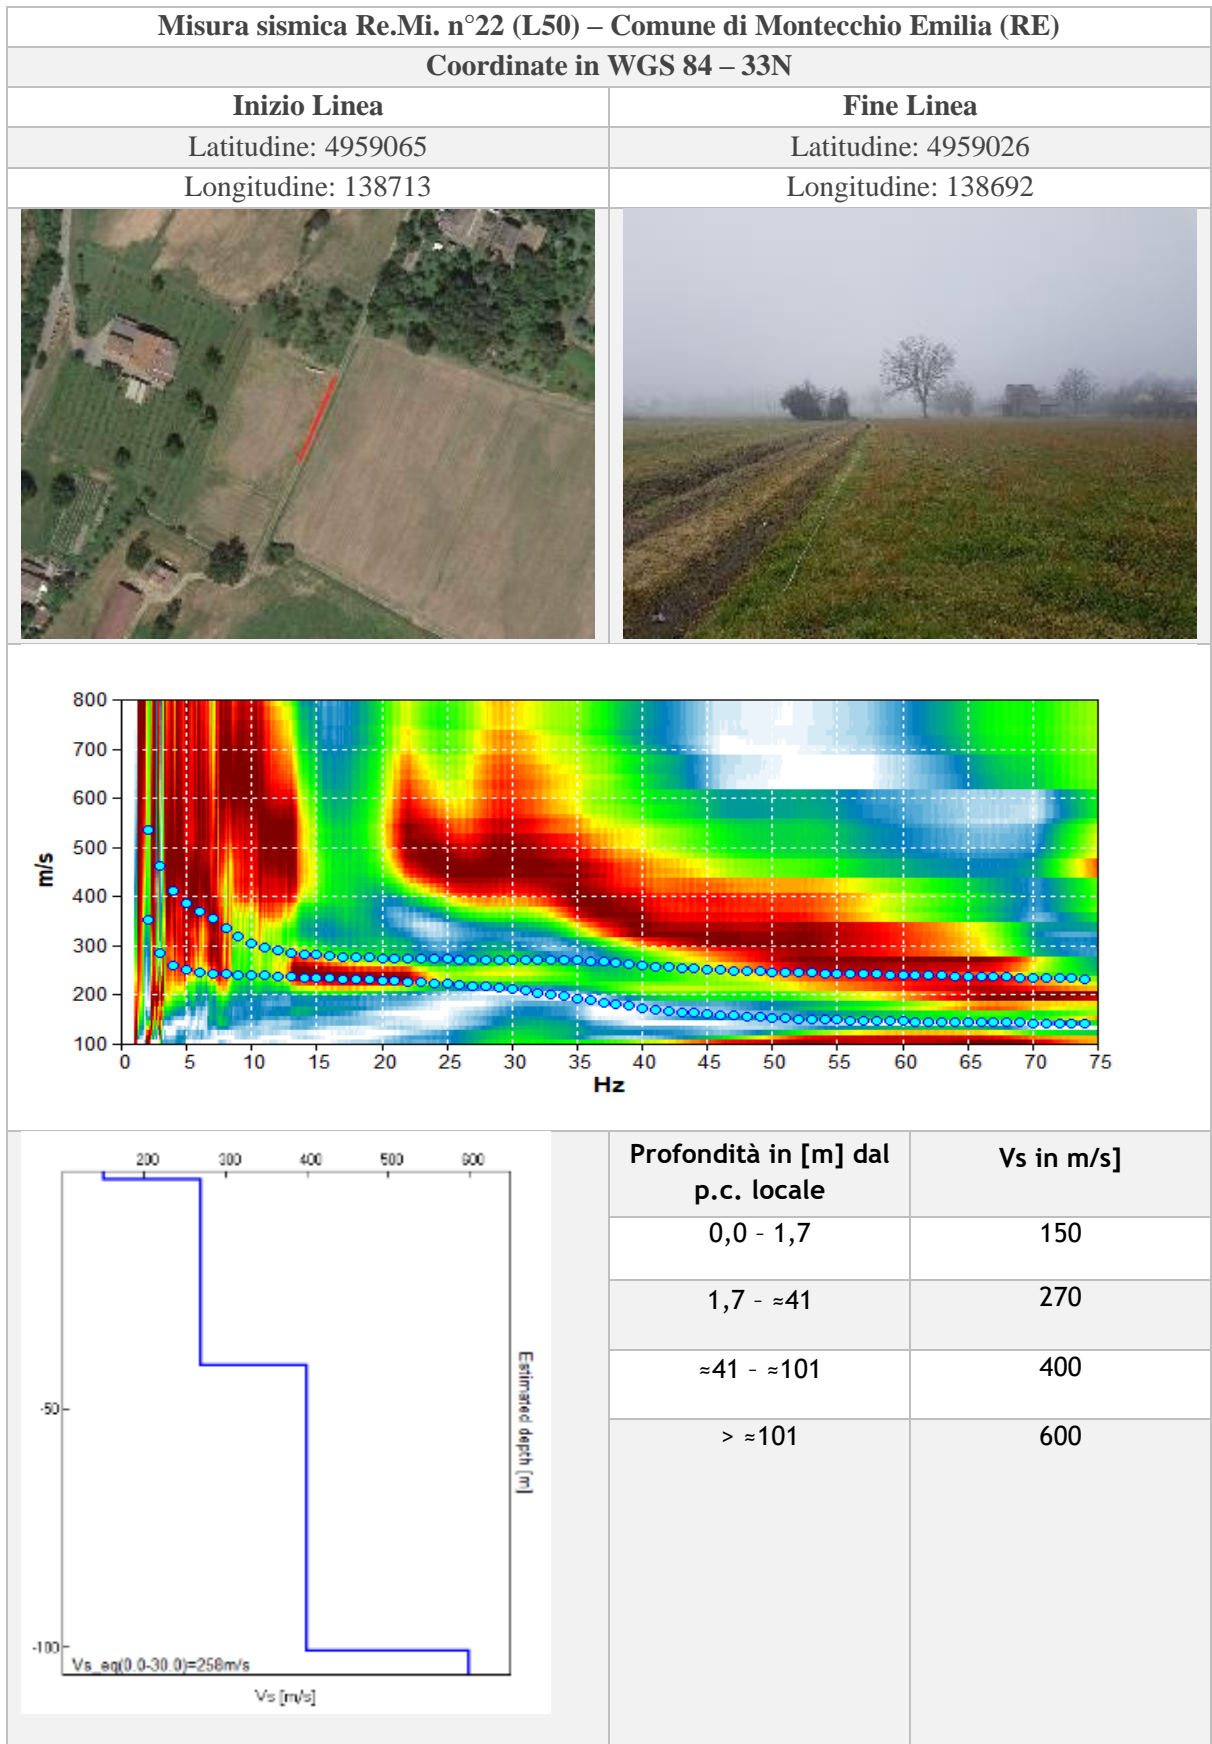 Misura sismica Re.Mi. n°22 (L50) – Comune di Montecchio Emilia (RE)
Coordinate in WGS 84 – 33N
Inizio Linea
Fine Linea
Latitudine: 4959065
Latitudine: 4959026
Longitudine: 138713
Longitudine: 138692
800
700
600
500
400
300
200
100
m/s
0 5 10 15 20 25 30 35 40 45 50 55 60 65 70 75
Hz
200 300 400 500 600
-50
-100
Estimated depth [m]
Vs_eq(0.0-30.0)=258m/s
Vs [m/s]
Profondità in [m] dal
p.c. locale
Vs in m/s]
0,0 - 1,7
150
1,7 - ≈41
270
≈41 - ≈101
400
> ≈101
600